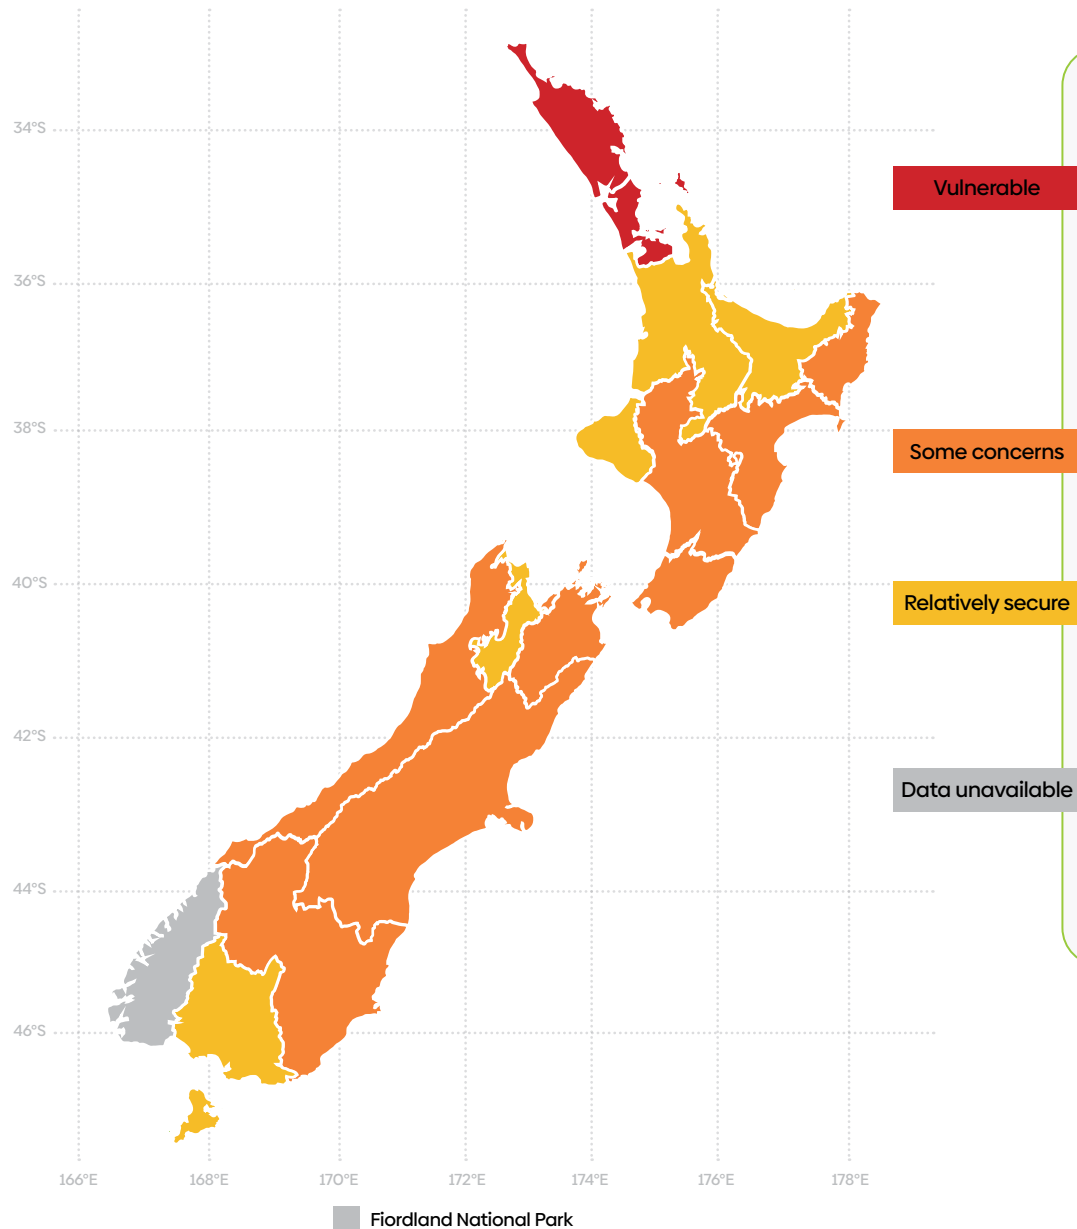 34°S
Vulnerable
36°S
38°S
Some concerns
40°S
Relatively secure
42°S
Data unavailable
44°S
46°S
166°E 168°E 170°E 172°E 174°E 176°E 178°E
Fiordland National Park